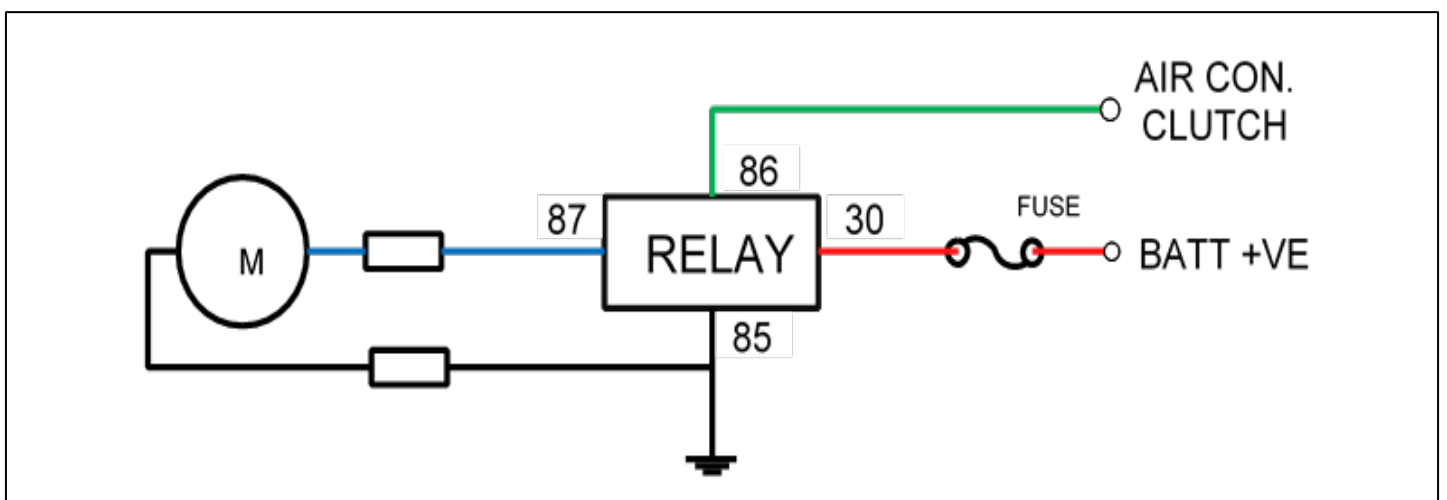 AIR CON.
CLUTCH
86
87
30
FUSE
M
RELAY
BATT +VE
85